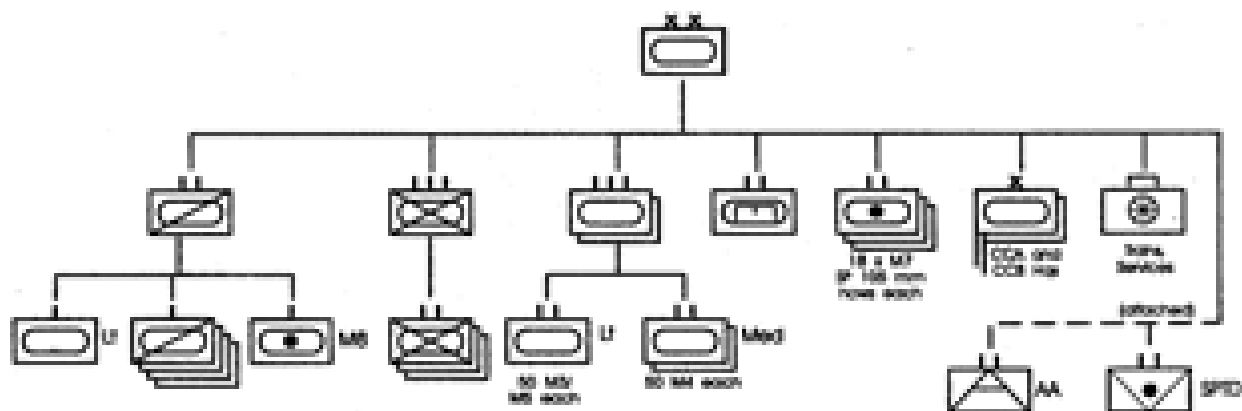 18 x M7
SP 105 mm
hows each
CCA and
CCB HQs
Trains,
Services
Lt
M8
Lt
Med
50 M3/
M5 each
50 M4 each
(attached)
AA
SPTD